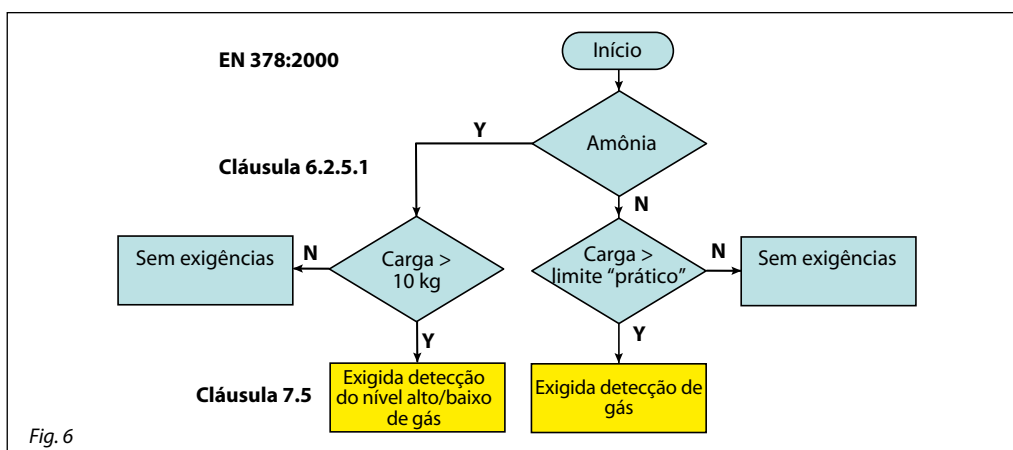 EN 378:2000
Início
Y
Amônia
Cláusula 6.2.5.1
N
Sem exigências
N
Carga >
10 kg
Carga >
limite “prático”
N
Sem exigências
Y
Y
Cláusula 7.5
Exigida detecção
do nível alto/baixo
de gás
Exigida detecção de
gás
Fig. 6